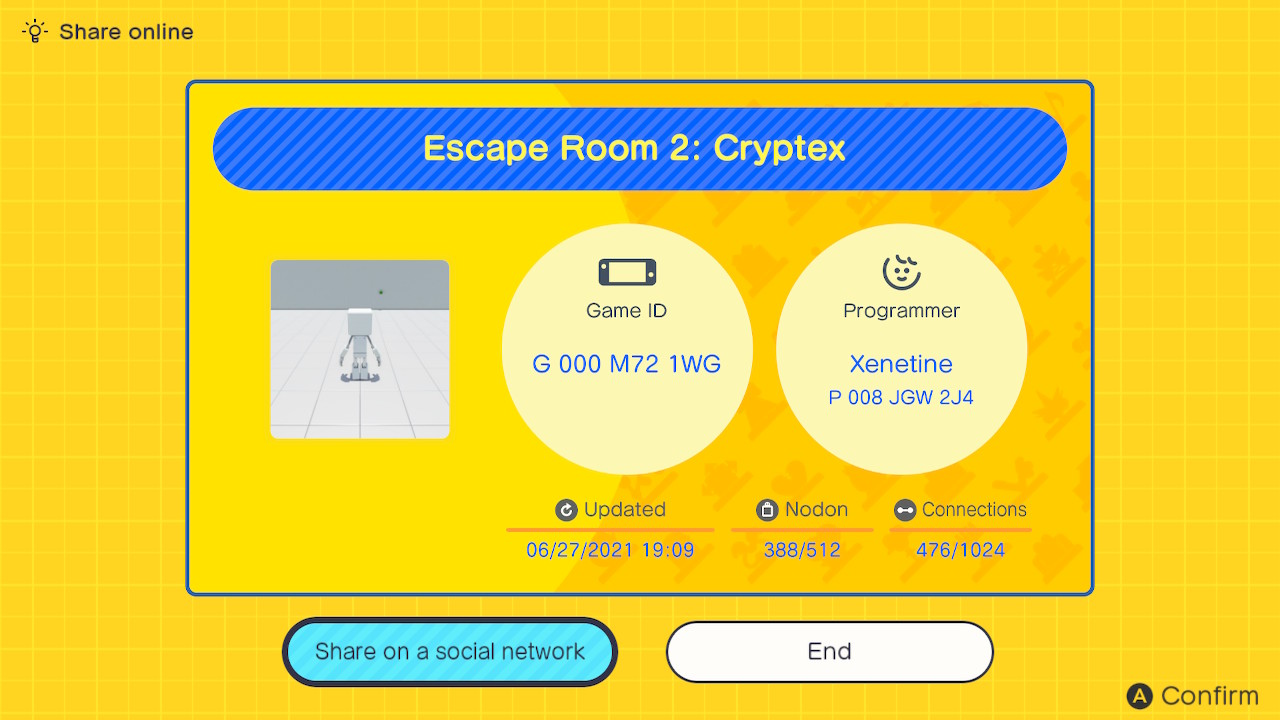 Share online
Escape Room 2: Cryptex
Game ID
G 000 M72 1WG
Programmer
Xenetine
P 008 JGW 2J4
Updated
06/27/2021 19:09
Nodon
388/512
Connections
476/1024
Share on a social network
End
A Confirm